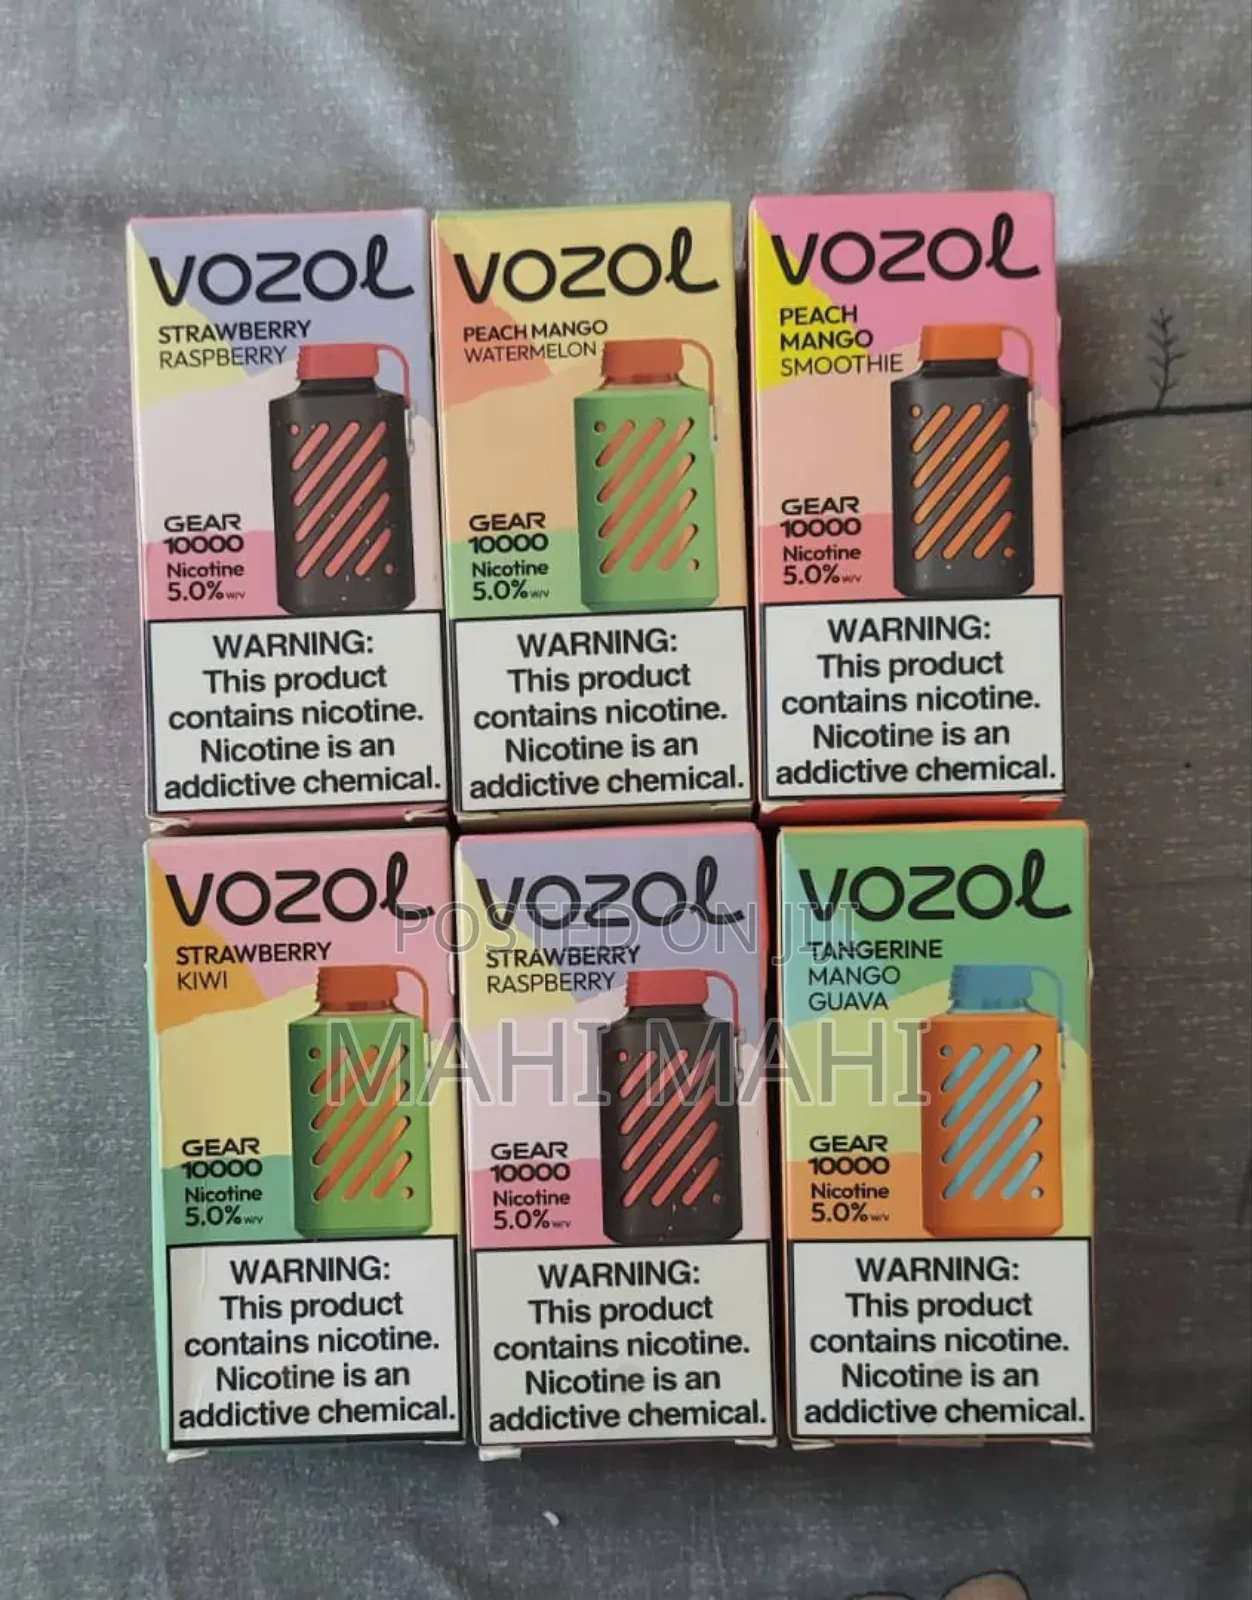 VOZOL
STRAWBERRY
RASPBERRY
GEAR
10000
Nicotine
5.0% w/v
WARNING:
This product
contains nicotine.
Nicotine is an
addictive chemical.
VOZOL
PEACH MANGO
WATERMELON
GEAR
10000
Nicotine
5.0% w/v
WARNING:
This product
contains nicotine.
Nicotine is an
addictive chemical.
VOZOL
PEACH
MANGO
SMOOTHIE
GEAR
10000
Nicotine
5.0% w/v
WARNING:
This product
contains nicotine.
Nicotine is an
addictive chemical.
VOZOL
STRAWBERRY
KIWI
GEAR
10000
Nicotine
5.0% w/v
WARNING:
This product
contains nicotine.
Nicotine is an
addictive chemical.
VOZOL
STRAWBERRY
RASPBERRY
GEAR
10000
Nicotine
5.0% w/v
WARNING:
This product
contains nicotine.
Nicotine is an
addictive chemical.
VOZOL
TANGERINE
MANGO
GUAVA
GEAR
10000
Nicotine
5.0% w/v
WARNING:
This product
contains nicotine.
Nicotine is an
addictive chemical.
POSTED ON JIJI
MAHI MAHI